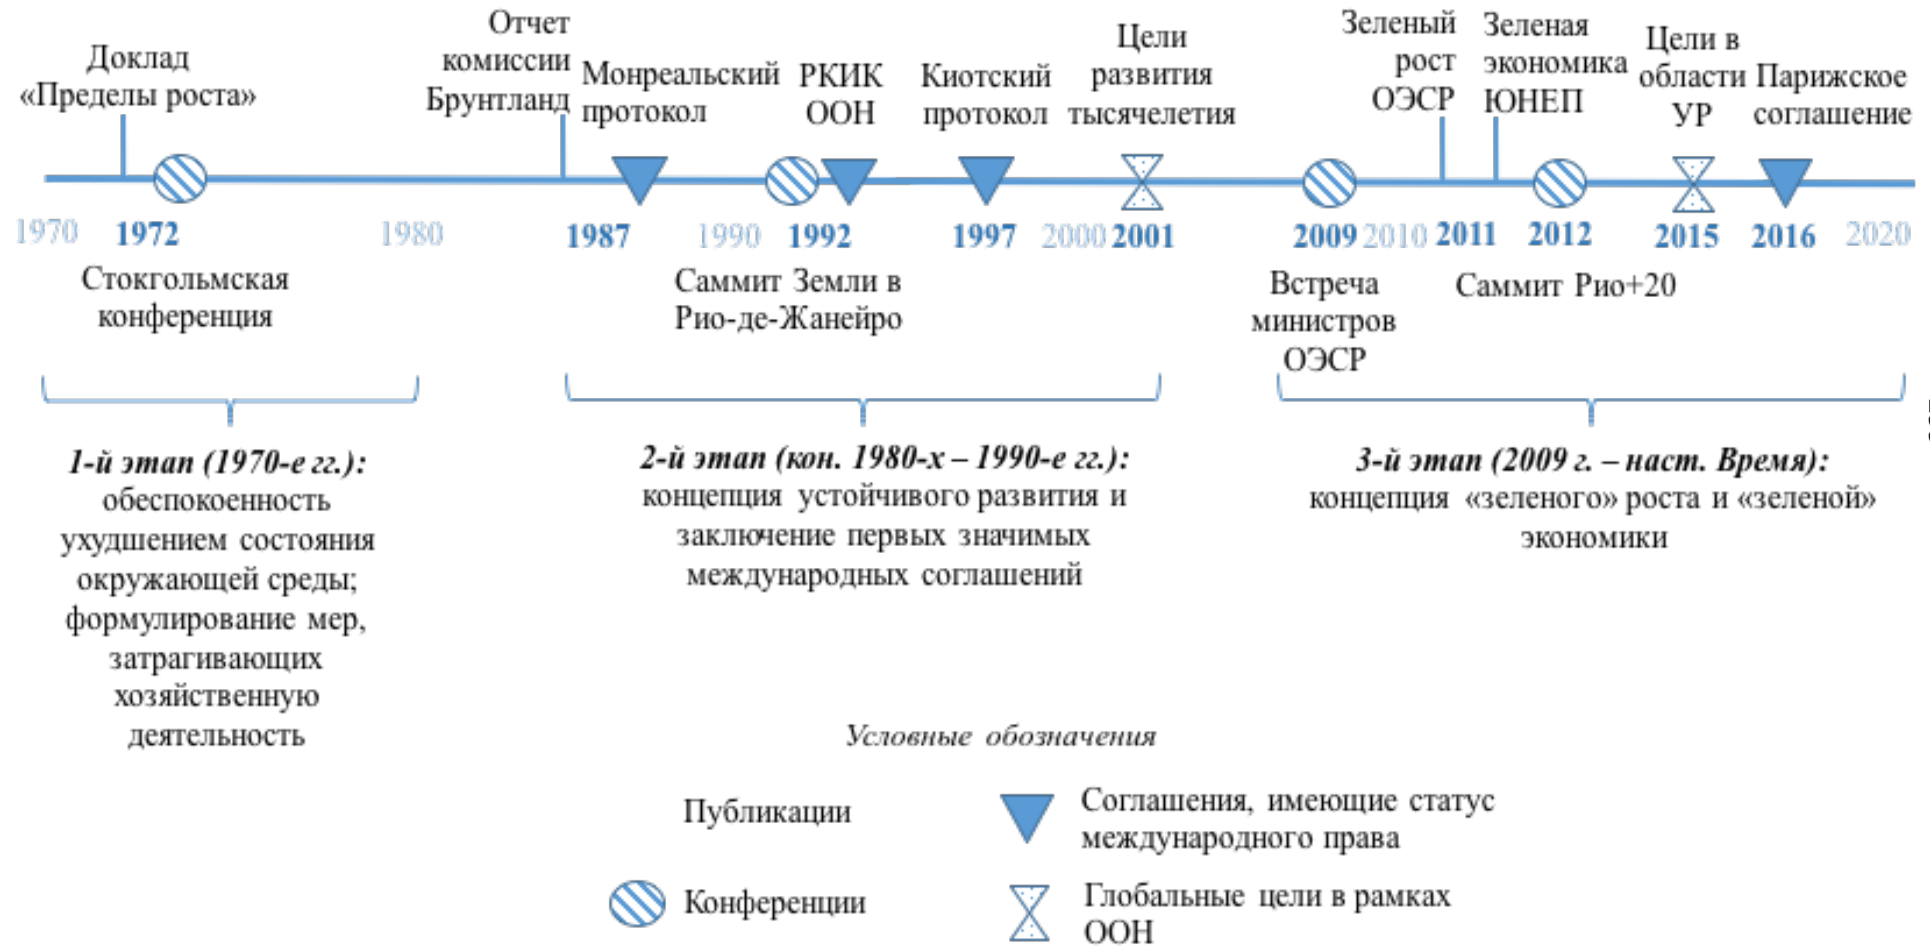 Доклад
«Пределы роста»
Отчет
комиссии
Брунтланд
Монреальский
протокол
РКИК
ООН
Киотский
протокол
Цели
развития
тысячелетия
Зеленый
рост
ОЭСР
Зеленая
экономика
ЮНЕП
Цели в
области
УР
Парижское
соглашение
1970 1972 1980 1987 1990 1992 1997 2000 2001 2009 2010 2011 2012 2015 2016 2020
Стокгольмская
конференция
Саммит Земли в
Рио-де-Жанейро
Встреча
министров
ОЭСР
Саммит Рио+20
1-й этап (1970-е гг.):
обеспокоенность
ухудшением состояния
окружающей среды;
формулирование мер,
затрагивающих
хозяйственную
деятельность
2-й этап (кон. 1980-х – 1990-е гг.):
концепция устойчивого развития и
заключение первых значимых
международных соглашений
3-й этап (2009 г. – наст. Время):
концепция «зеленого» роста и «зеленой»
экономики
Условные обозначения
Публикации
Конференции
Соглашения, имеющие статус
международного права
Глобальные цели в рамках
ООН